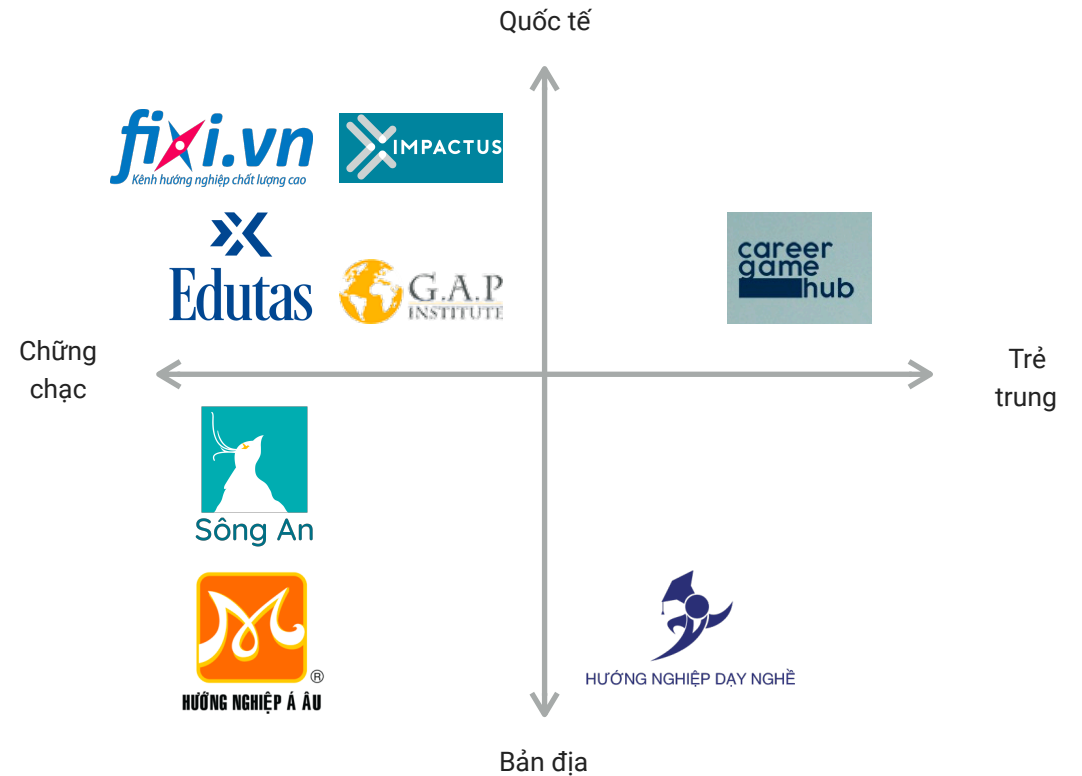 Quốc tế
fixi.vn
Kênh hướng nghiệp chất lượng cao
IMPACTUS
Edutas
G.A.P
INSTITUTE
career
game
hub
Chững
chạc
Trẻ
trung
Sông An
®
HƯỚNG NGHIỆP Á ÂU
HƯỚNG NGHIỆP DẠY NGHỀ
Bản địa